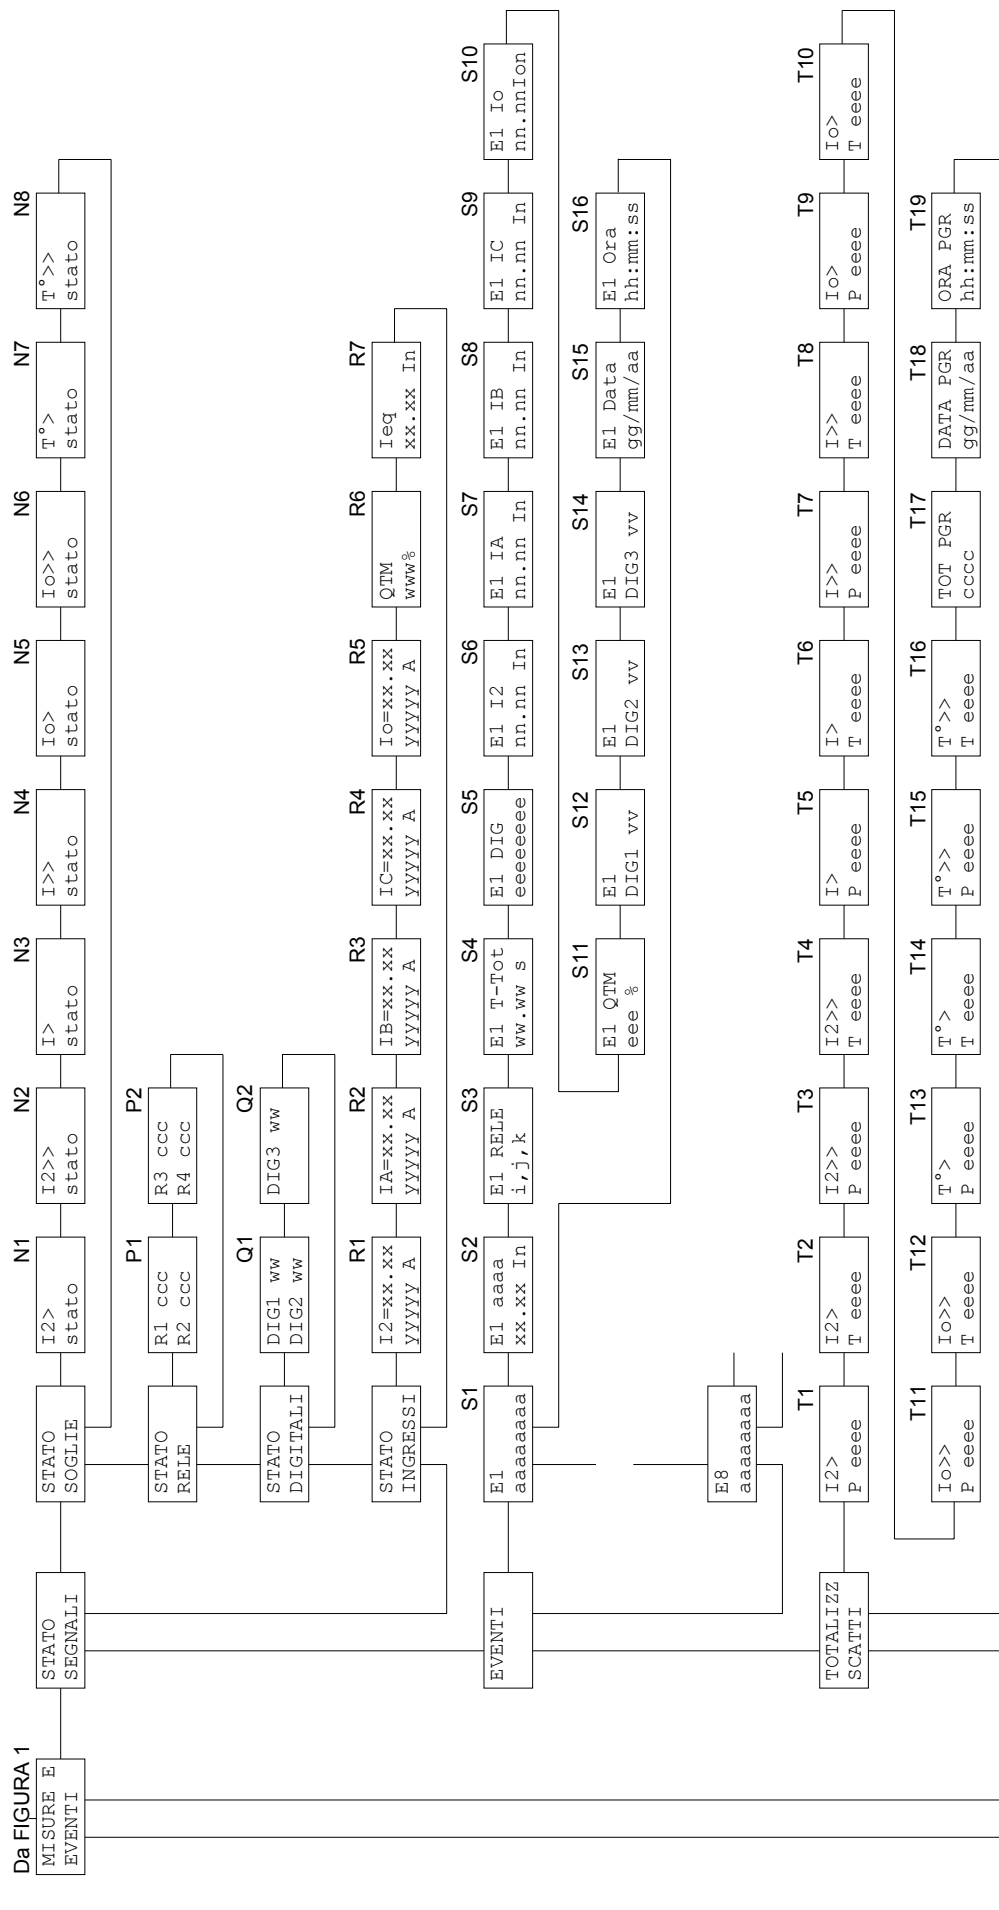 Da FIGURA 1
MISURE E
EVENTI
STATO
SEGNALI
STATO
SOGLIE
N1
I2>
stato
N2
I2>>
stato
N3
I>
stato
N4
I>>
stato
N5
Io>
stato
N6
Io>>
stato
N7
T°>
stato
N8
T°>>
stato
STATO
RELE
P1
R1 ccc
R2 ccc
P2
R3 ccc
R4 ccc
STATO
DIGITALI
Q1
DIG1 ww
DIG2 ww
Q2
DIG3 ww
STATO
INGRESSI
R1
I2=xx.xx
yyyyy A
R2
IA=xx.xx
yyyyy A
R3
IB=xx.xx
yyyyy A
R4
IC=xx.xx
yyyyy A
R5
Io=xx.xx
yyyyy A
R6
QTM
www%
R7
Ieq
xx.xx In
EVENTI
S1
E1
aaaaaaaa
S2
E1 aaaa
xx.xx In
S3
E1 RELE
i,j,k
S4
E1 T-Tot
ww.ww s
S5
E1 DIG
eeeeeeee
S6
E1 I2
nn.nn In
S7
E1 IA
nn.nn In
S8
E1 IB
nn.nn In
S9
E1 IC
nn.nn In
S10
E1 Io
nn.nnIon
S11
E1 QTM
eee %
S12
E1
DIG1 vv
S13
E1
DIG2 vv
S14
E1
DIG3 vv
S15
E1 Data
gg/mm/aa
S16
E1 Ora
hh:mm:ss
E8
aaaaaaaa
TOTALIZZ
SCATTI
T1
I2>
P eeee
T2
I2>
T eeee
T3
I2>>
P eeee
T4
I2>>
T eeee
T5
I>
P eeee
T6
I>
T eeee
T7
I>>
P eeee
T8
I>>
T eeee
T9
Io>
P eeee
T10
Io>
T eeee
T11
Io>>
P eeee
T12
Io>>
T eeee
T13
T°>
P eeee
T14
T°>
T eeee
T15
T°>>
P eeee
T16
T°>>
T eeee
T17
TOT PGR
cccc
T18
DATA PGR
gg/mm/aa
T19
ORA PGR
hh:mm:ss